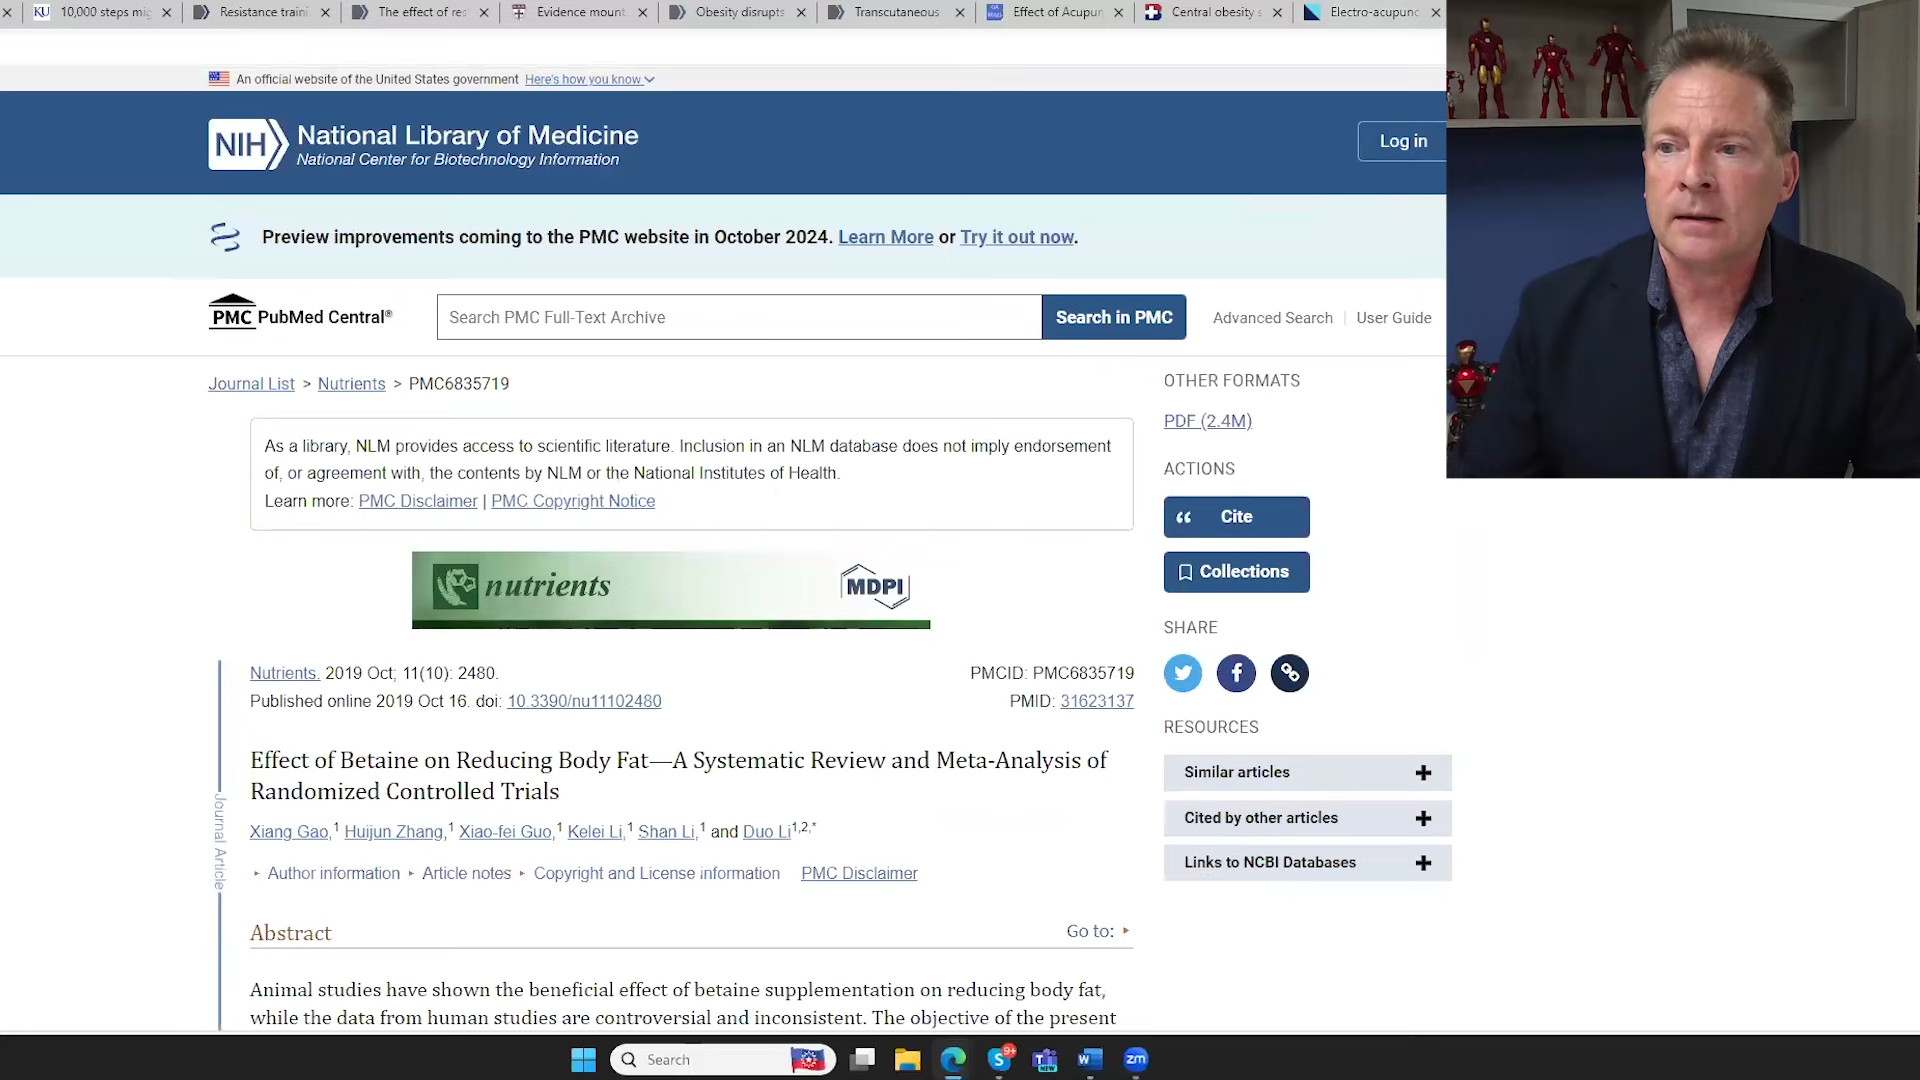 KU 10,000 steps mig
Resistance traini
The effect of res
Evidence mount
Obesity disrupts
Transcutaneous
Effect of Acupun
Central obesity s
Electro-acupunc
An official website of the United States government Here's how you know
NIH National Library of Medicine
National Center for Biotechnology Information
Log in
Preview improvements coming to the PMC website in October 2024. Learn More or Try it out now.
PMC PubMed Central®
Search PMC Full-Text Archive
Search in PMC
Advanced Search | User Guide
Journal List > Nutrients > PMC6835719
As a library, NLM provides access to scientific literature. Inclusion in an NLM database does not imply endorsement
of, or agreement with, the contents by NLM or the National Institutes of Health.
Learn more: PMC Disclaimer | PMC Copyright Notice
nutrients
MDPI
Nutrients. 2019 Oct; 11(10): 2480.
PMCID: PMC6835719
Published online 2019 Oct 16. doi: 10.3390/nu11102480
PMID: 31623137
Effect of Betaine on Reducing Body Fat—A Systematic Review and Meta-Analysis of
Randomized Controlled Trials
Xiang Gao,1 Huijun Zhang,1 Xiao-fei Guo,1 Kelei Li,1 Shan Li,1 and Duo Li1,2,*
Author information Article notes Copyright and License information PMC Disclaimer
Journal Article
Abstract
Go to:
Animal studies have shown the beneficial effect of betaine supplementation on reducing body fat,
while the data from human studies are controversial and inconsistent. The objective of the present
OTHER FORMATS
PDF (2.4M)
ACTIONS
Cite
Collections
SHARE
RESOURCES
Similar articles
Cited by other articles
Links to NCBI Databases
Search
S 9+
NEW
W
zm